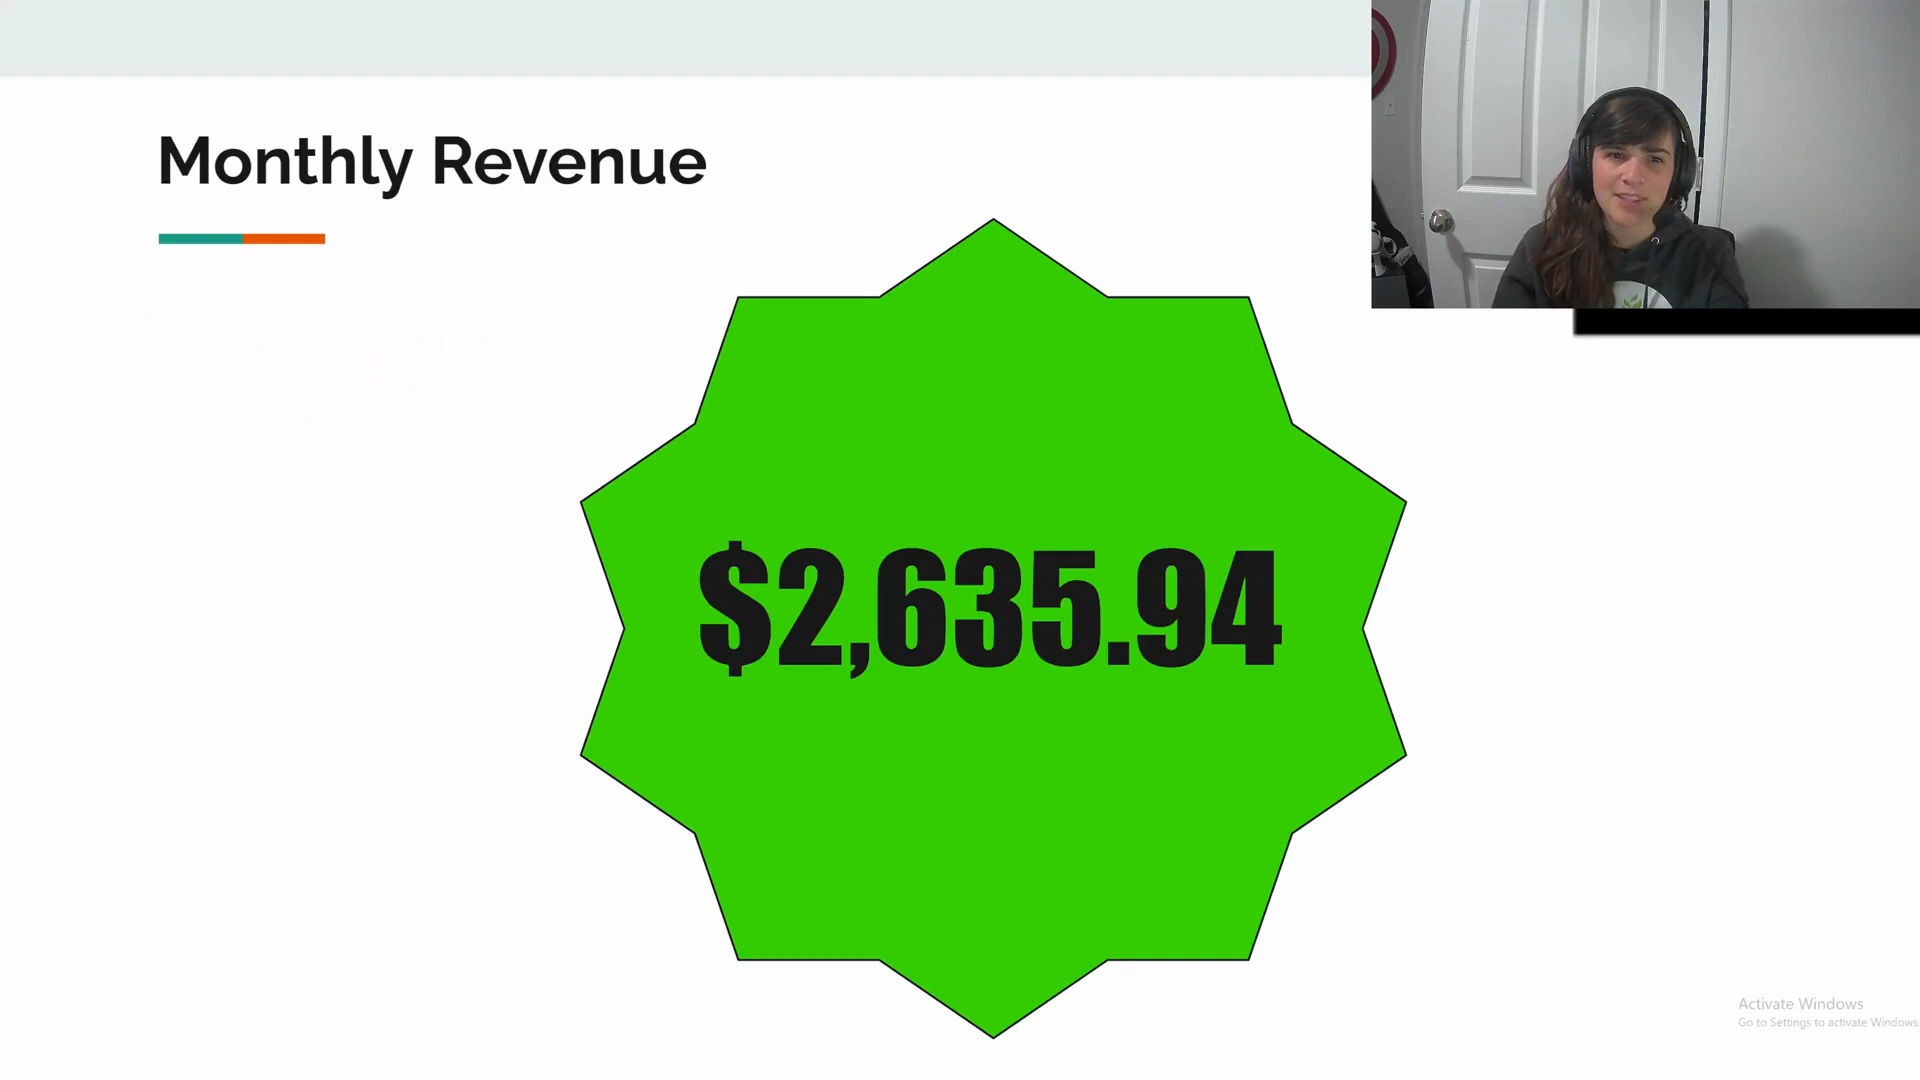 Monthly Revenue
$2,635.94
Activate Windows
Go to Settings to activate Windows.